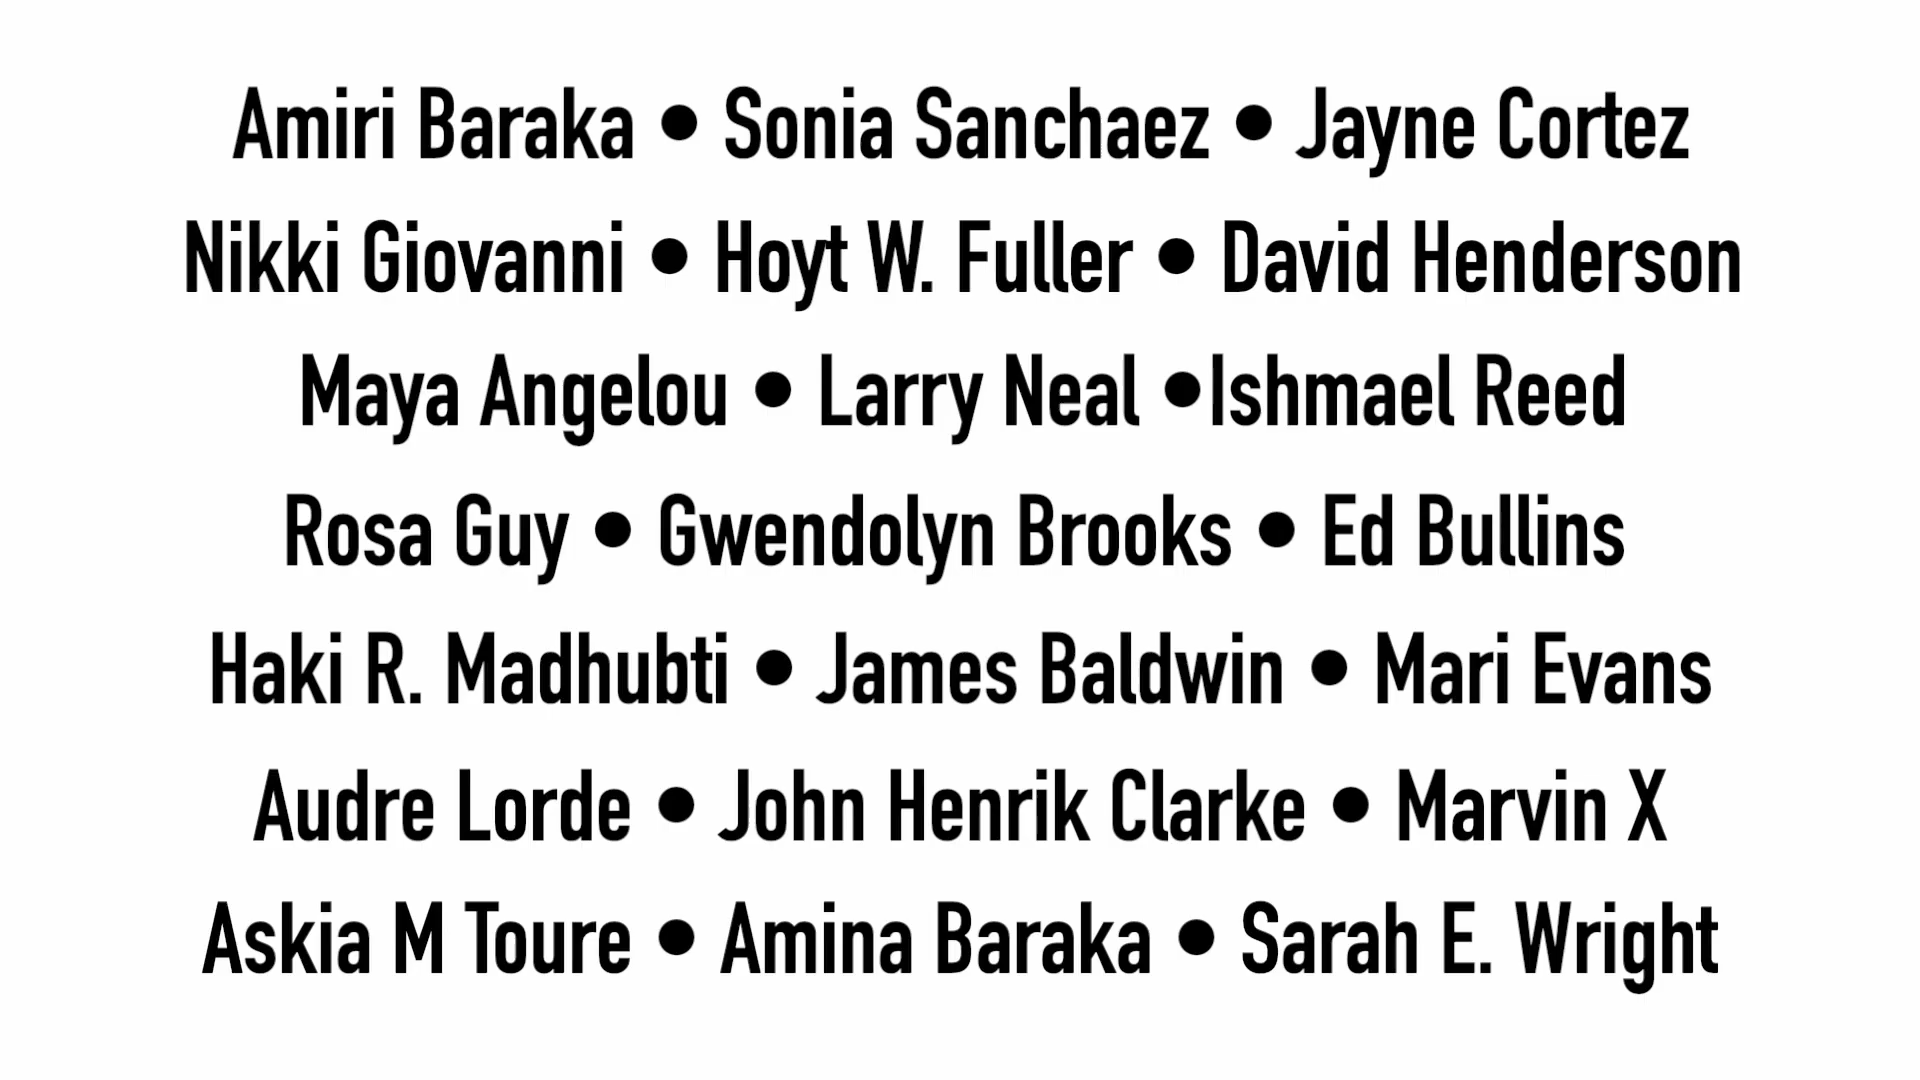 Amiri Baraka • Sonia Sanchaez • Jayne Cortez
Nikki Giovanni • Hoyt W. Fuller • David Henderson
Maya Angelou • Larry Neal •Ishmael Reed
Rosa Guy • Gwendolyn Brooks • Ed Bullins
Haki R. Madhubti • James Baldwin • Mari Evans
Audre Lorde • John Henrik Clarke • Marvin X
Askia M Toure • Amina Baraka • Sarah E. Wright